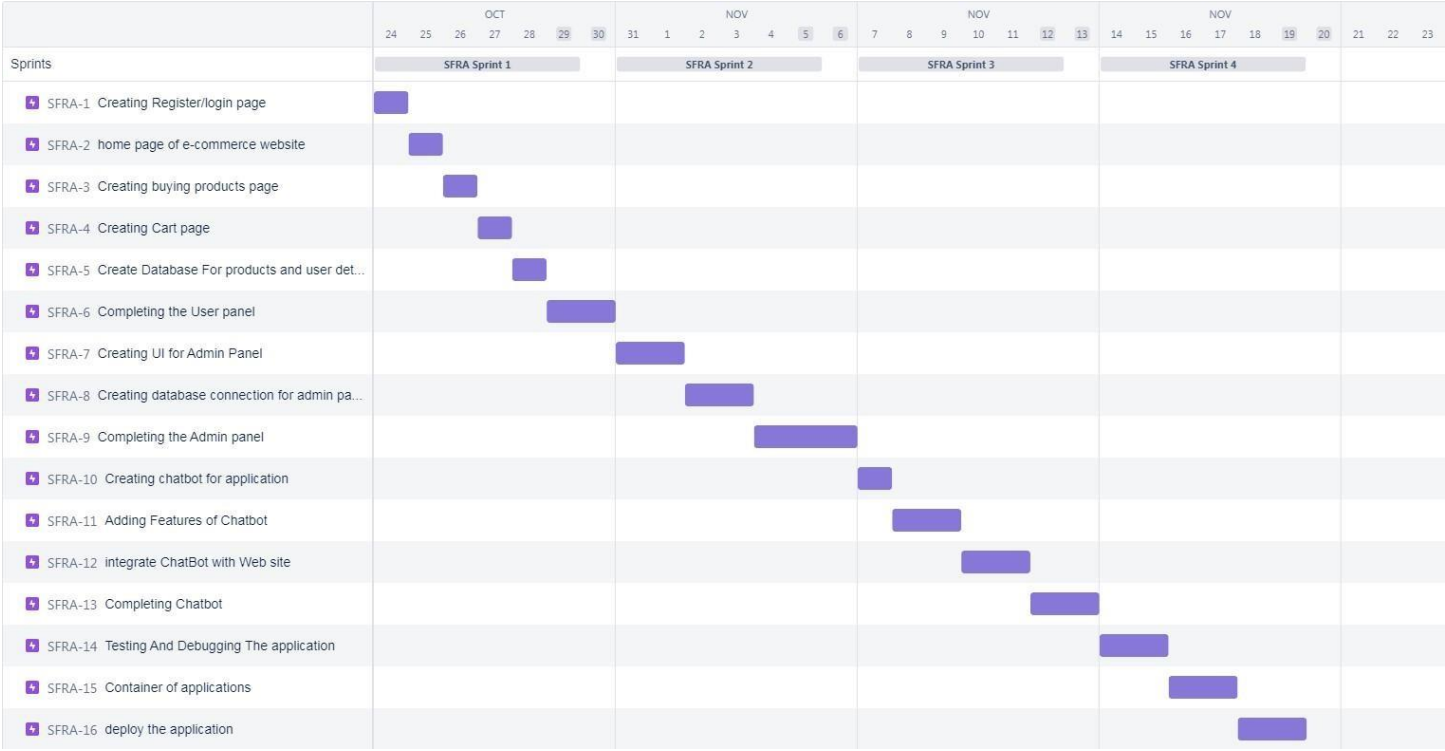 OCT NOV NOV NOV
24 25 26 27 28 29 30 31 1 2 3 4 5 6 7 8 9 10 11 12 13 14 15 16 17 18 19 20 21 22 23
Sprints SFRA Sprint 1 SFRA Sprint 2 SFRA Sprint 3 SFRA Sprint 4
SFRA-1 Creating Register/login page
SFRA-2 home page of e-commerce website
SFRA-3 Creating buying products page
SFRA-4 Creating Cart page
SFRA-5 Create Database For products and user det...
SFRA-6 Completing the User panel
SFRA-7 Creating UI for Admin Panel
SFRA-8 Creating database connection for admin pa...
SFRA-9 Completing the Admin panel
SFRA-10 Creating chatbot for application
SFRA-11 Adding Features of Chatbot
SFRA-12 integrate ChatBot with Web site
SFRA-13 Completing Chatbot
SFRA-14 Testing And Debugging The application
SFRA-15 Container of applications
SFRA-16 deploy the application